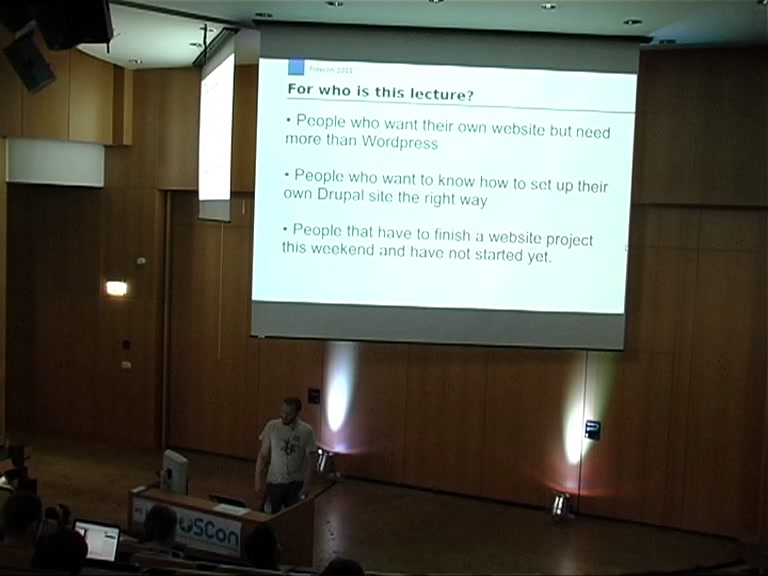 Froscon 2011
For who is this lecture?
• People who want their own website but need
more than Wordpress
• People who want to know how to set up their
own Drupal site the right way
• People that have to finish a website project
this weekend and have not started yet.
OSCon